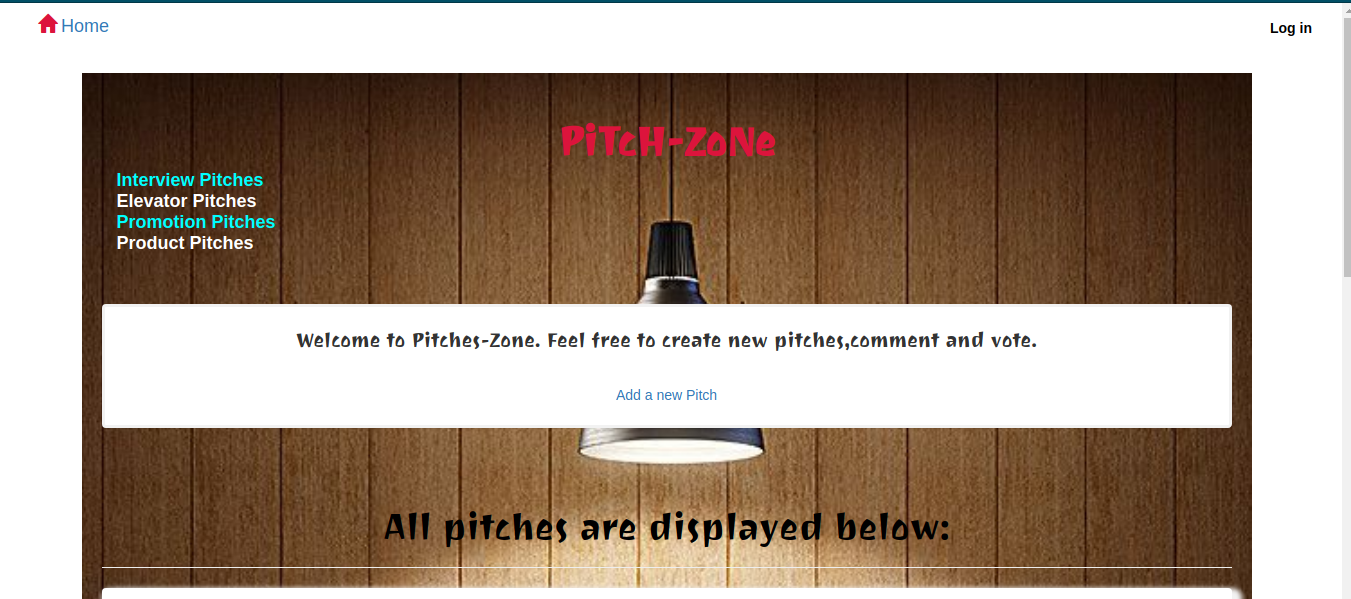 Home
Log in
PiTcH-ZoNe
Interview Pitches
Elevator Pitches
Promotion Pitches
Product Pitches
Welcome to Pitches-Zone. Feel free to create new pitches,comment and vote.
Add a new Pitch
All pitches are displayed below: